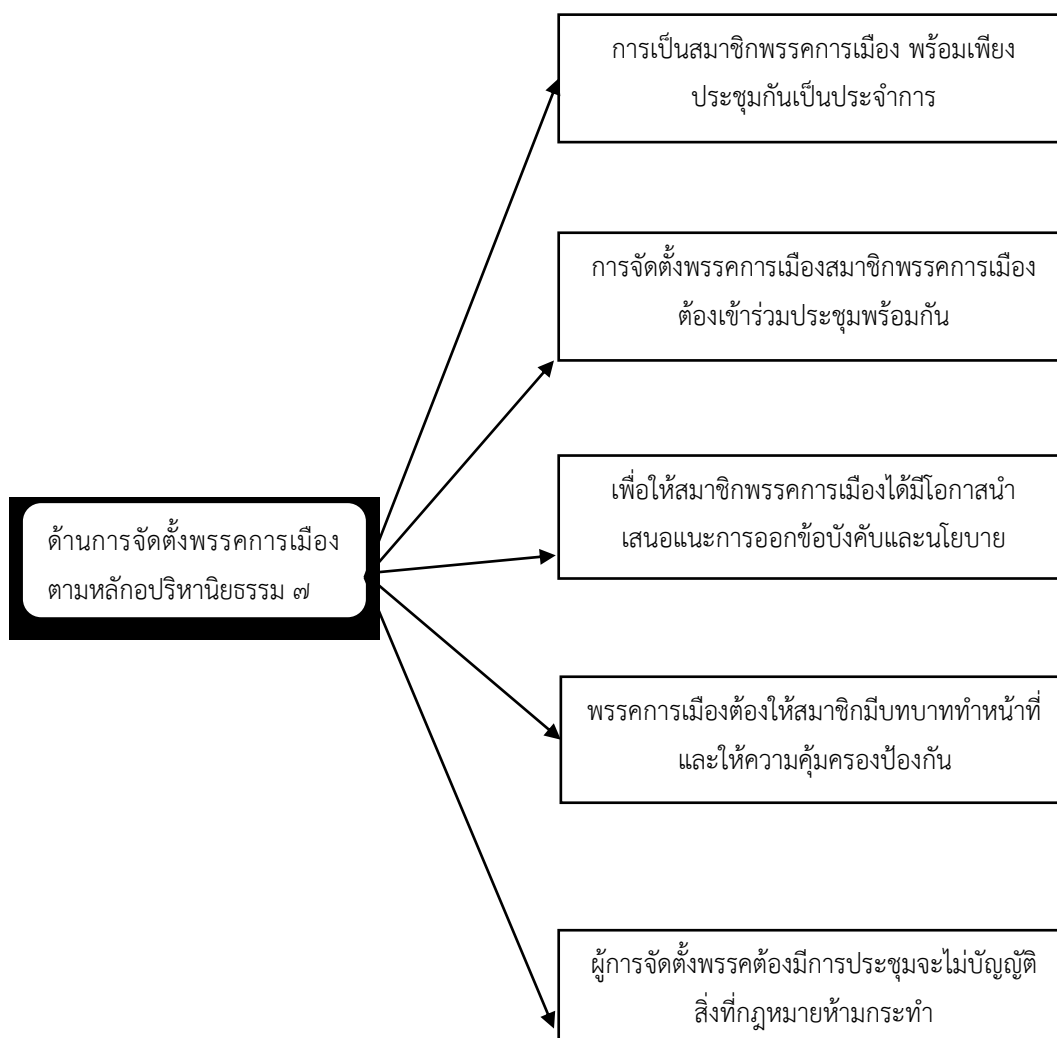 การเป็นสมาชิกพรรคการเมือง พร้อมเพียง
ประชุมกันเป็นประจำการ
การจัดตั้งพรรคการเมืองสมาชิกพรรคการเมือง
ต้องเข้าร่วมประชุมพร้อมกัน
เพื่อให้สมาชิกพรรคการเมืองได้มีโอกาสนำ
เสนอแนะการออกข้อบังคับและนโยบาย
ด้านการจัดตั้งพรรคการเมือง
ตามหลักอปริหานิยธรรม ๗
พรรคการเมืองต้องให้สมาชิกมีบทบาททำหน้าที่
และให้ความคุ้มครองป้องกัน
ผู้การจัดตั้งพรรคต้องมีการประชุมจะไม่บัญญัติ
สิ่งที่กฎหมายห้ามกระทำ